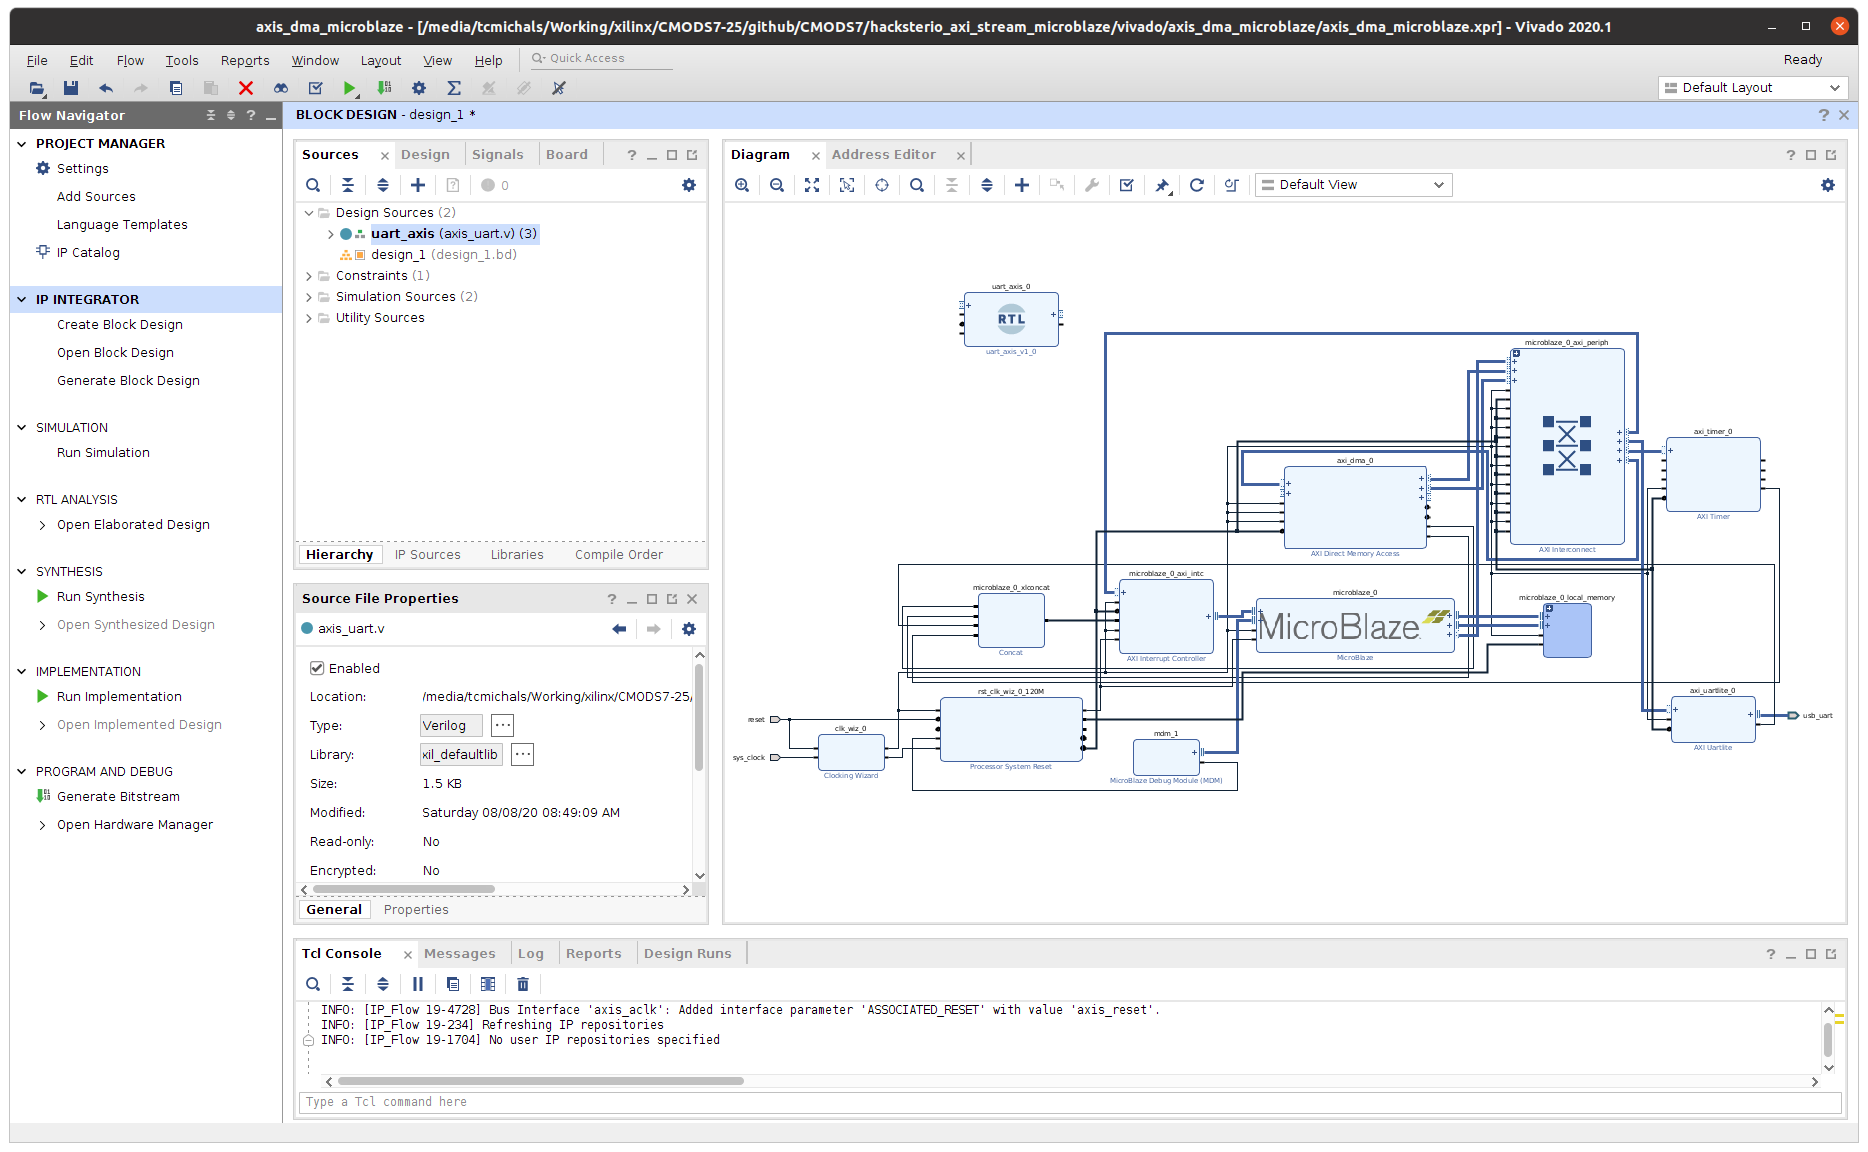 axis_dma_microblaze - [/media/tcmichals/Working/xilinx/CMODS7-25/github/CMODS7/hacksterio_axi_stream_microblaze/vivado/axis_dma_microblaze/axis_dma_microblaze.xpr] - Vivado 2020.1
File Edit Flow Tools Reports Window Layout View Help Quick Access
Ready
Default Layout
Flow Navigator
PROJECT MANAGER
Settings
Add Sources
Language Templates
IP Catalog
IP INTEGRATOR
Create Block Design
Open Block Design
Generate Block Design
SIMULATION
Run Simulation
RTL ANALYSIS
Open Elaborated Design
SYNTHESIS
Run Synthesis
Open Synthesized Design
IMPLEMENTATION
Run Implementation
Open Implemented Design
PROGRAM AND DEBUG
Generate Bitstream
Open Hardware Manager
BLOCK DESIGN - design_1 *
Sources Design Signals Board
0
Design Sources (2)
uart_axis (axis_uart.v) (3)
design_1 (design_1.bd)
Constraints (1)
Simulation Sources (2)
Utility Sources
Hierarchy IP Sources Libraries Compile Order
Source File Properties
axis_uart.v
Enabled
Location: /media/tcmichals/Working/xilinx/CMODS7-25/
Type: Verilog ...
Library: xil_defaultlib ...
Size: 1.5 KB
Modified: Saturday 08/08/20 08:49:09 AM
Read-only: No
Encrypted: No
General Properties
Diagram Address Editor
Default View
uart_axis_0
RTL
uart_axis_v1_0
microblaze_0_axi_periph
AXI Interconnect
axi_timer_0
AXI Timer
axi_dma_0
AXI Direct Memory Access
microblaze_0_axi_intc
AXI Interrupt Controller
microblaze_0_xlconcat
Concat
microblaze_0
MicroBlaze
MicroBlaze
microblaze_0_local_memory
rst_clk_wiz_0_120M
Processor System Reset
axi_uartlite_0
AXI Uartlite
usb_uart
reset
sys_clock
clk_wiz_0
Clocking Wizard
mdm_1
MicroBlaze Debug Module (MDM)
Tcl Console Messages Log Reports Design Runs
INFO: [IP_Flow 19-4728] Bus Interface 'axis_aclk': Added interface parameter 'ASSOCIATED_RESET' with value 'axis_reset'.
INFO: [IP_Flow 19-234] Refreshing IP repositories
INFO: [IP_Flow 19-1704] No user IP repositories specified
Type a Tcl command here